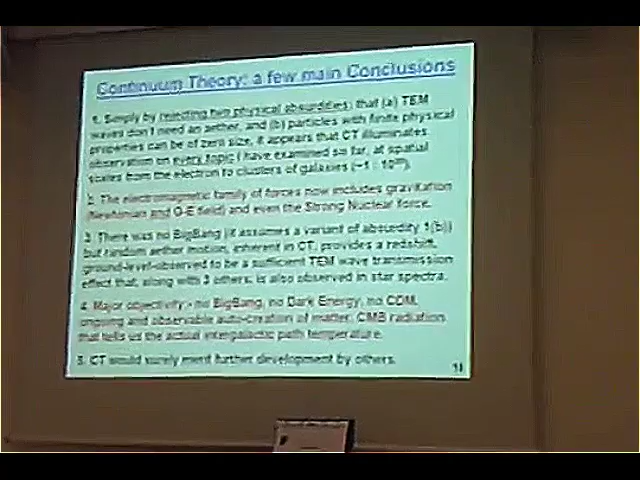 Continuum Theory: a few main Conclusions
1. Simply by rejecting two physical absurdities: that (a) TEM
waves don't need an aether, and (b) particles with finite physical
properties can be of zero size, it appears that CT illuminates
observation on every topic I have examined so far, at spatial
scales from the electron to clusters of galaxies (~1 :
2. The electromagnetic family of forces now includes gravitation
(Newtonian and G-E field) and even the Strong Nuclear force.
3. There was no BigBang (it assumes a variant of absurdity 1(b))
but random aether motion, inherent in CT, provides a redshift,
ground-level-observed to be a sufficient TEM wave transmission
effect that, along with 3 others, is also observed in star spectra.
4. Major objectivity:- no BigBang, no Dark Energy, no CDM,
ongoing and observable auto-creation of matter, CMB radiation
that tells us the actual intergalactic path temperature.
5. CT would surely merit further development by others.